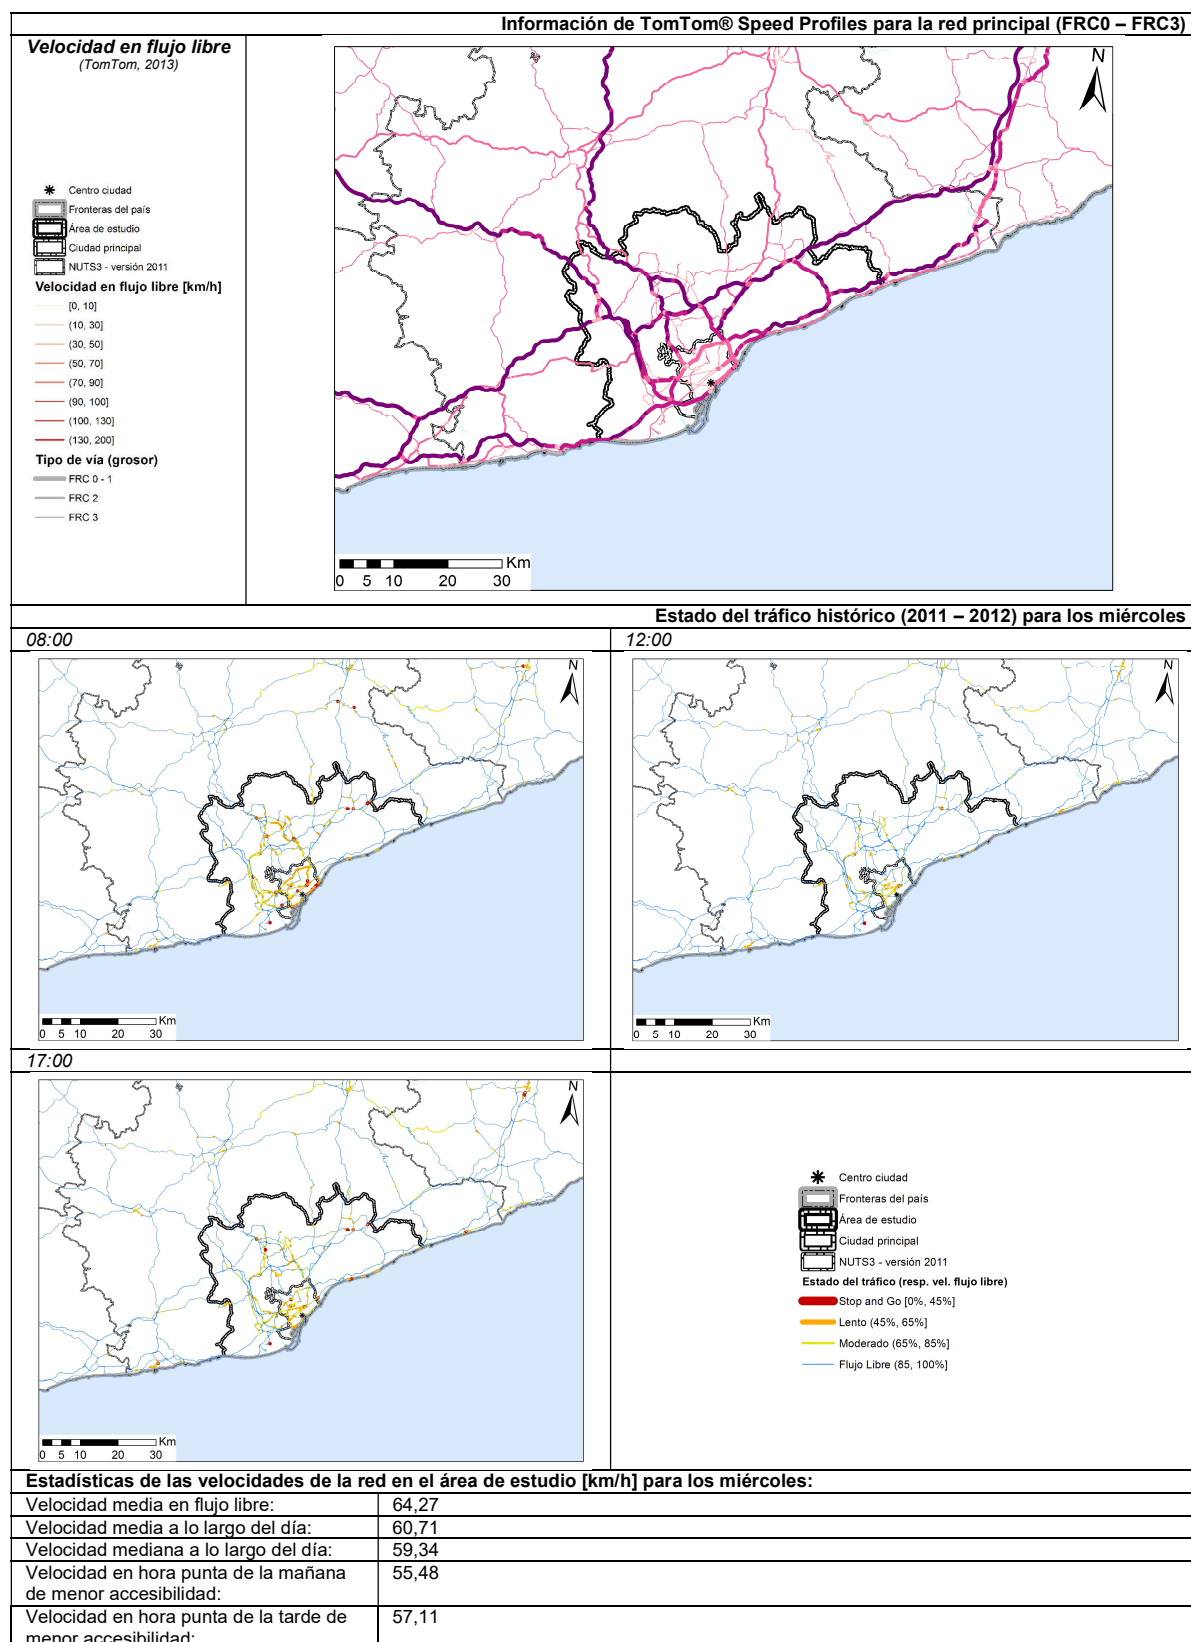 Información de TomTom® Speed Profiles para la red principal (FRC0 – FRC3)
Velocidad en flujo libre
(TomTom, 2013)
N
Centro ciudad
Fronteras del país
Área de estudio
Ciudad principal
NUTS3 - versión 2011
Velocidad en flujo libre [km/h]
[0, 10]
(10, 30]
(30, 50]
(50, 70]
(70, 90]
(90, 100]
(100, 130]
(130, 200]
Tipo de vía (grosor)
FRC 0 - 1
FRC 2
FRC 3
Km
0 5 10 20 30
Estado del tráfico histórico (2011 – 2012) para los miércoles
08:00
12:00
N
N
Km
0 5 10 20 30
Km
0 5 10 20 30
17:00
N
Km
0 5 10 20 30
Centro ciudad
Fronteras del país
Área de estudio
Ciudad principal
NUTS3 - versión 2011
Estado del tráfico (resp. vel. flujo libre)
Stop and Go [0%, 45%]
Lento (45%, 65%]
Moderado (65%, 85%]
Flujo Libre (85, 100%]
Estadísticas de las velocidades de la red en el área de estudio [km/h] para los miércoles:
Velocidad media en flujo libre: 64,27
Velocidad media a lo largo del día: 60,71
Velocidad mediana a lo largo del día: 59,34
Velocidad en hora punta de la mañana 55,48
de menor accesibilidad:
Velocidad en hora punta de la tarde de 57,11
menor accesibilidad: